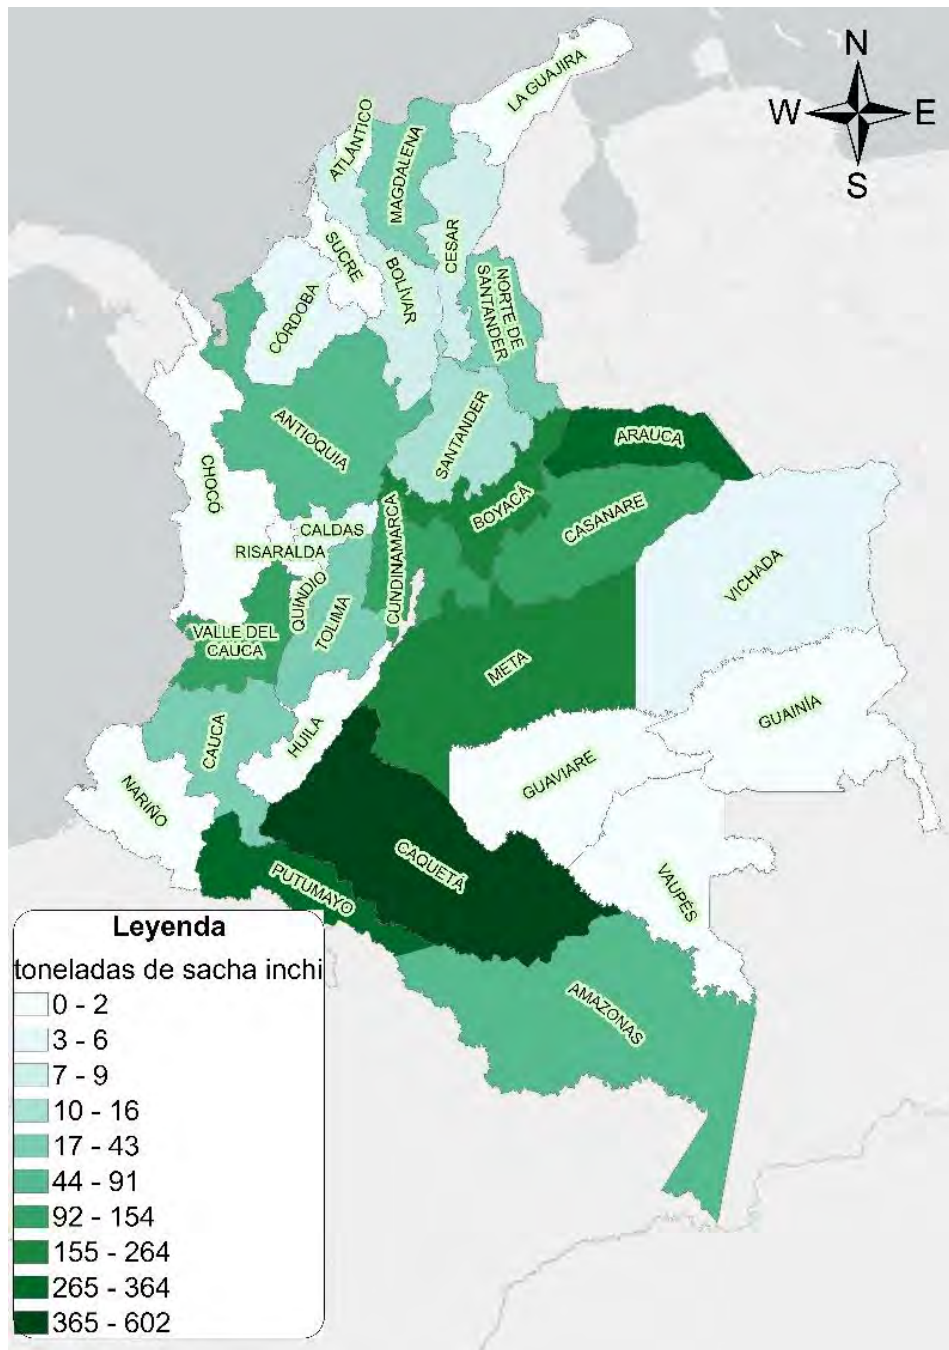 N
W E
S
LA GUAJIRA
ATLÁNTICO
MAGDALENA
CESAR
SUCRE
BOLÍVAR
NORTE DE
SANTANDER
CÓRDOBA
ANTIOQUIA
SANTANDER
ARAUCA
CHOCÓ
BOYACÁ
CASANARE
CALDAS
RISARALDA
CUNDINAMARCA
QUINDIO
TOLIMA
VICHADA
VALLE DEL
CAUCA
META
GUAINÍA
CAUCA
HUILA
GUAVIARE
NARIÑO
CAQUETÁ
PUTUMAYO
VAUPÉS
AMAZONAS
Leyenda
toneladas de sacha inchi
0 - 2
3 - 6
7 - 9
10 - 16
17 - 43
44 - 91
92 - 154
155 - 264
265 - 364
365 - 602